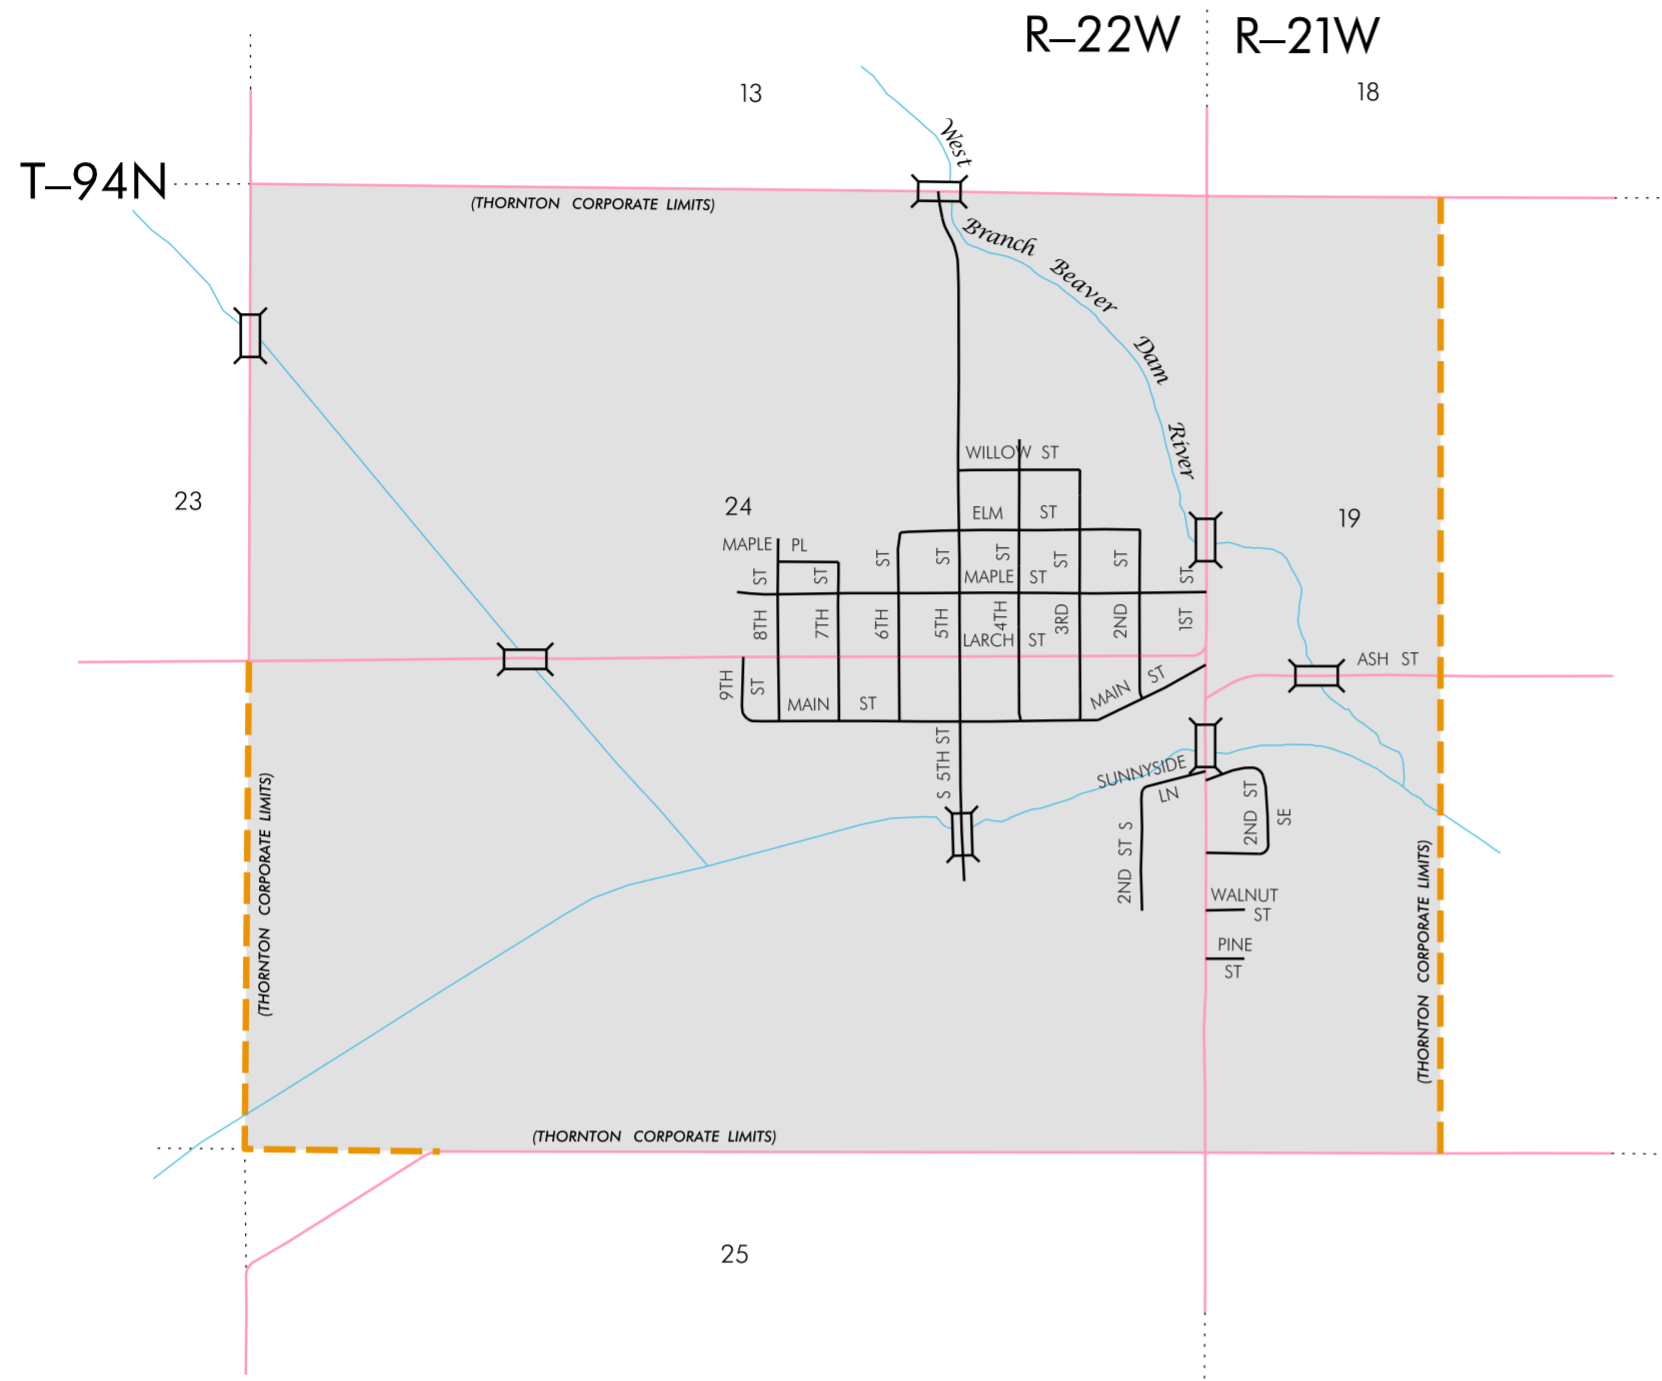 R–22W R–21W
13
18
T–94N
(THORNTON CORPORATE LIMITS)
West
Branch
Beaver
Dam
River
23
24
19
WILLOW ST
ELM ST
MAPLE PL
ST
ST
ST
ST
ST
ST
ST
ST
MAPLE ST
8TH
7TH
6TH
5TH
4TH
3RD
2ND
1ST
LARCH ST
ASH ST
9TH
ST
MAIN ST
MAIN ST
S 5TH ST
SUNNYSIDE
LN
2ND ST S
2ND ST
SE
WALNUT
ST
PINE
ST
(THORNTON CORPORATE LIMITS)
(THORNTON CORPORATE LIMITS)
(THORNTON CORPORATE LIMITS)
25